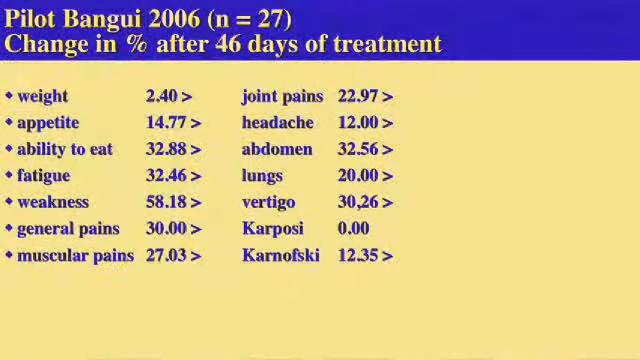 Pilot Bangui 2006 (n = 27)
Change in % after 46 days of treatment
◆ weight 2.40 > joint pains 22.97 >
◆ appetite 14.77 > headache 12.00 >
◆ ability to eat 32.88 > abdomen 32.56 >
◆ fatigue 32.46 > lungs 20.00 >
◆ weakness 58.18 > vertigo 30,26 >
◆ general pains 30.00 > Karposi 0.00
◆ muscular pains 27.03 > Karnofski 12.35 >